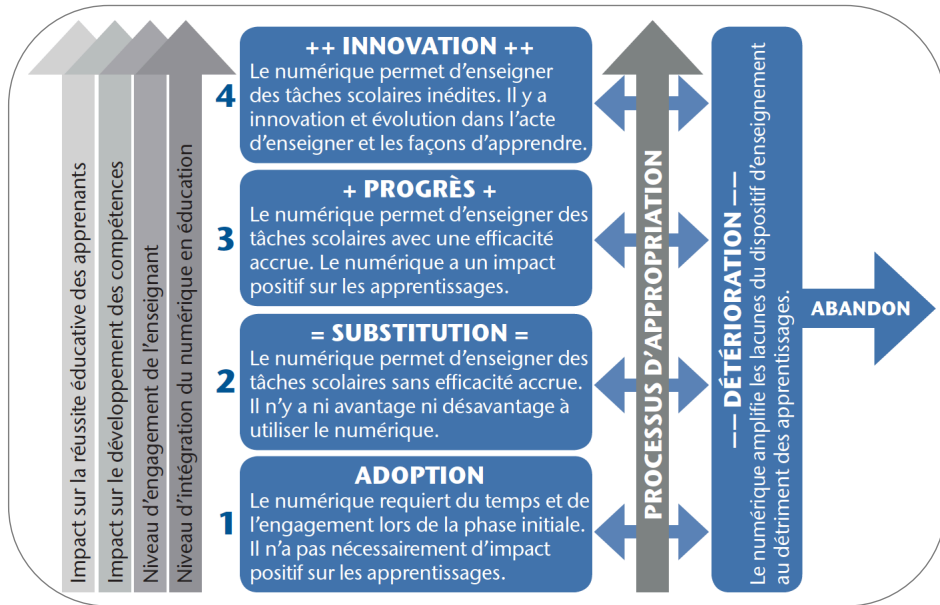 Impact sur la réussite éducative des apprenants
Impact sur le développement des compétences
Niveau d'engagement de l'enseignant
Niveau d'intégration du numérique en éducation
4
++ INNOVATION ++
Le numérique permet d'enseigner
des tâches scolaires inédites. Il y a
innovation et évolution dans l'acte
d'enseigner et les façons d'apprendre.
3
+ PROGRÈS +
Le numérique permet d'enseigner des
tâches scolaires avec une efficacité
accrue. Le numérique a un impact
positif sur les apprentissages.
2
= SUBSTITUTION =
Le numérique permet d'enseigner des
tâches scolaires sans efficacité accrue.
Il n'y a ni avantage ni désavantage à
utiliser le numérique.
1
ADOPTION
Le numérique requiert du temps et de
l'engagement lors de la phase initiale.
Il n'a pas nécessairement d'impact
positif sur les apprentissages.
PROCESSUS D'APPROPRIATION
–– DÉTÉRIORATION ––
Le numérique amplifie les lacunes du dispositif d'enseignement
au détriment des apprentissages.
ABANDON